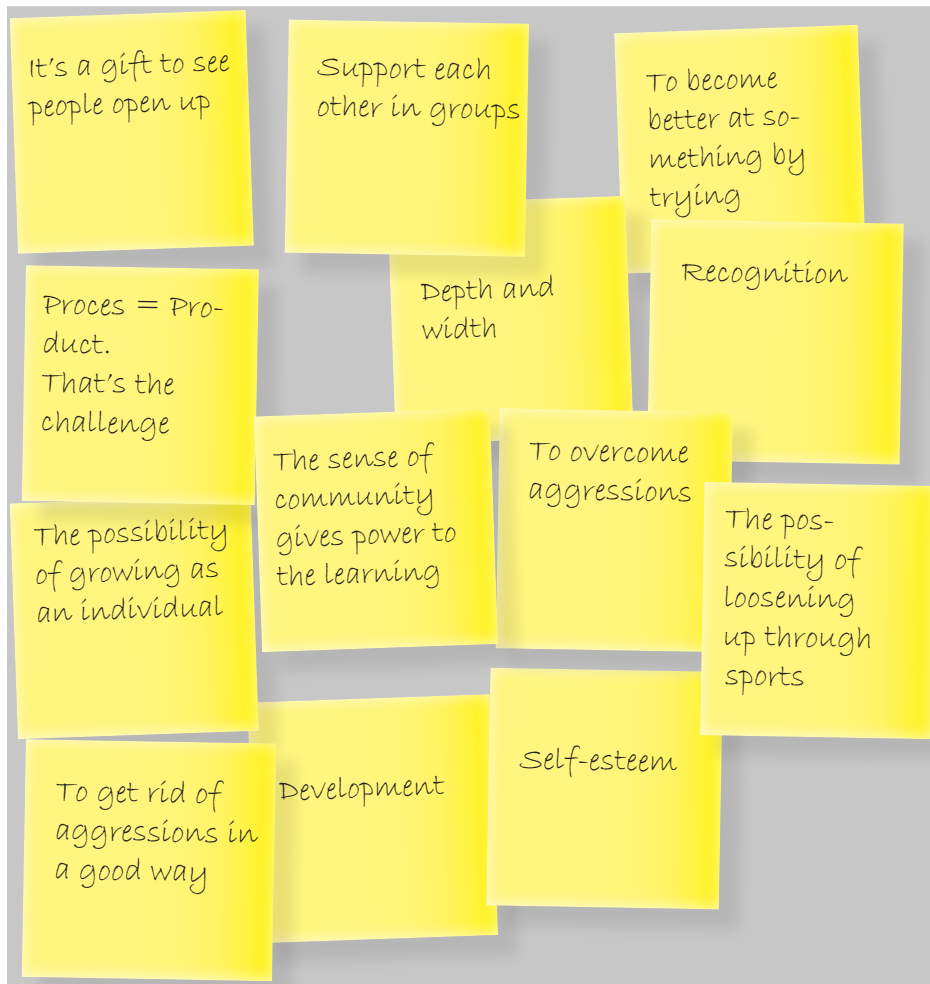 It's a gift to see
people open up
Support each
other in groups
To become
better at so-
mething by
trying
Depth and
width
Recognition
Proces = Pro-
duct.
That's the
challenge
The sense of
community
gives power to
the learning
To overcome
aggressions
The pos-
sibility of
loosening
up through
sports
The possibility
of growing as
an individual
To get rid of
aggressions in
a good way
Development
Self-esteem